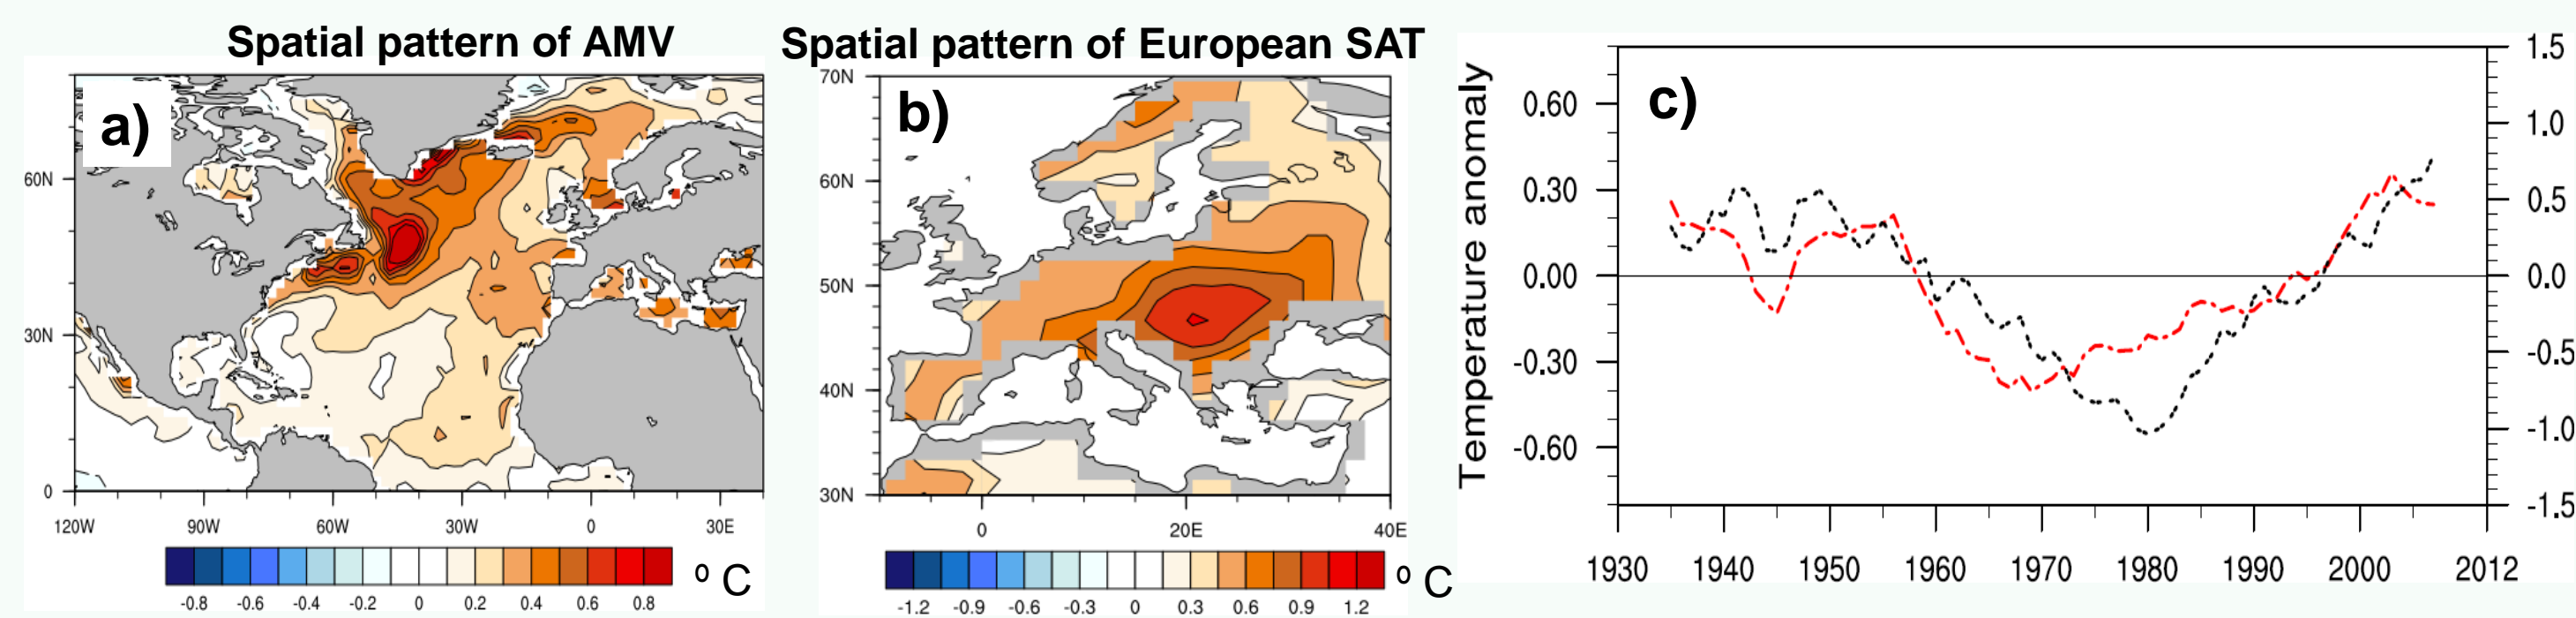 Spatial pattern of AMV
a)
60N
30N
0
120W 90W 60W 30W 0 30E
-0.8 -0.6 -0.4 -0.2 0 0.2 0.4 0.6 0.8
º C
Spatial pattern of European SAT
b)
70N
60N
50N
40N
30N
0 20E 40E
-1.2 -0.9 -0.6 -0.3 0 0.3 0.6 0.9 1.2
º C
c)
Temperature anomaly
0.60
0.30
0.00
-0.30
-0.60
1.5
1.0
0.5
0.0
-0.5
-1.0
-1.5
1930 1940 1950 1960 1970 1980 1990 2000 2012